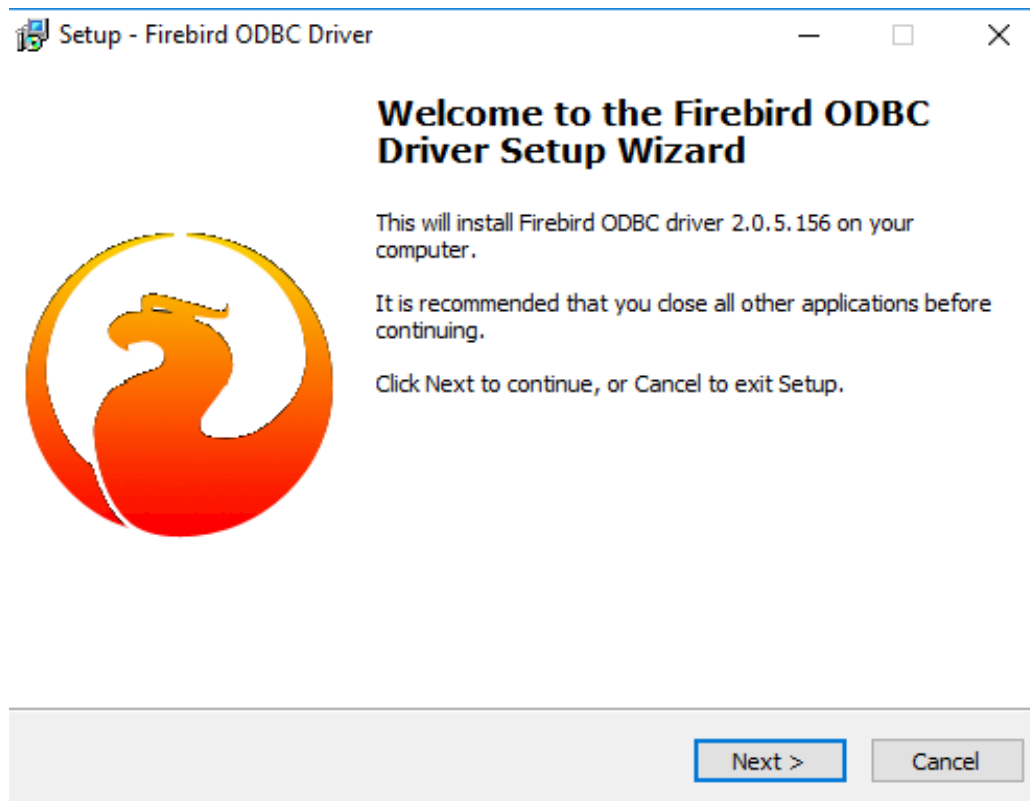 Setup - Firebird ODBC Driver
Welcome to the Firebird ODBC
Driver Setup Wizard
This will install Firebird ODBC driver 2.0.5.156 on your
computer.
It is recommended that you close all other applications before
continuing.
Click Next to continue, or Cancel to exit Setup.
Next >
Cancel